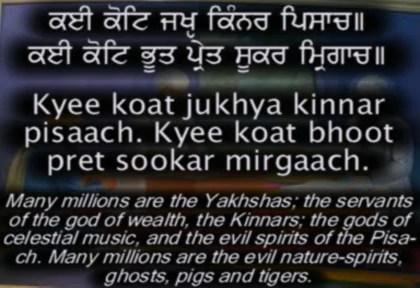 ਕਈ ਕੋਟਿ ਜਖੵ ਕਿੰਨਰ ਪਿਸਾਚ॥
ਕਈ ਕੋਟਿ ਭੂਤ ਪ੍ਰੇਤ ਸੂਕਰ ਮ੍ਰਿਗਾਚ॥
Kyee koat jukhya kinnar
pisaach. Kyee koat bhoot
pret sookar mirgaach.
Many millions are the Yakhshas; the servants
of the god of wealth, the Kinnars; the gods of
celestial music, and the evil spirits of the Pisa-
ch. Many millions are the evil nature-spirits,
ghosts, pigs and tigers.